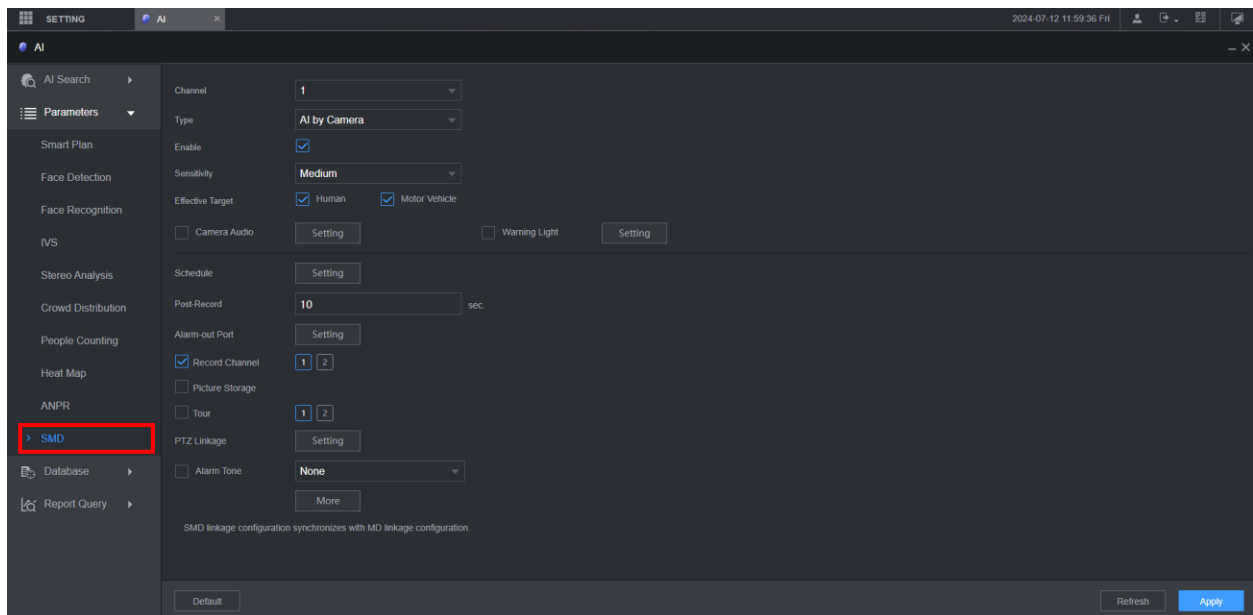 SETTING AI × 2024-07-12 11:59:36 Fri
AI
AI Search
Parameters
Smart Plan
Face Detection
Face Recognition
IVS
Stereo Analysis
Crowd Distribution
People Counting
Heat Map
ANPR
> SMD
Database
Report Query
Channel 1
Type AI by Camera
Enable
Sensitivity Medium
Effective Target Human Motor Vehicle
Camera Audio Setting Warning Light Setting
Schedule Setting
Post-Record 10 sec.
Alarm-out Port Setting
Record Channel 1 2
Picture Storage
Tour 1 2
PTZ Linkage Setting
Alarm Tone None
More
SMD linkage configuration synchronizes with MD linkage configuration.
Default Refresh Apply